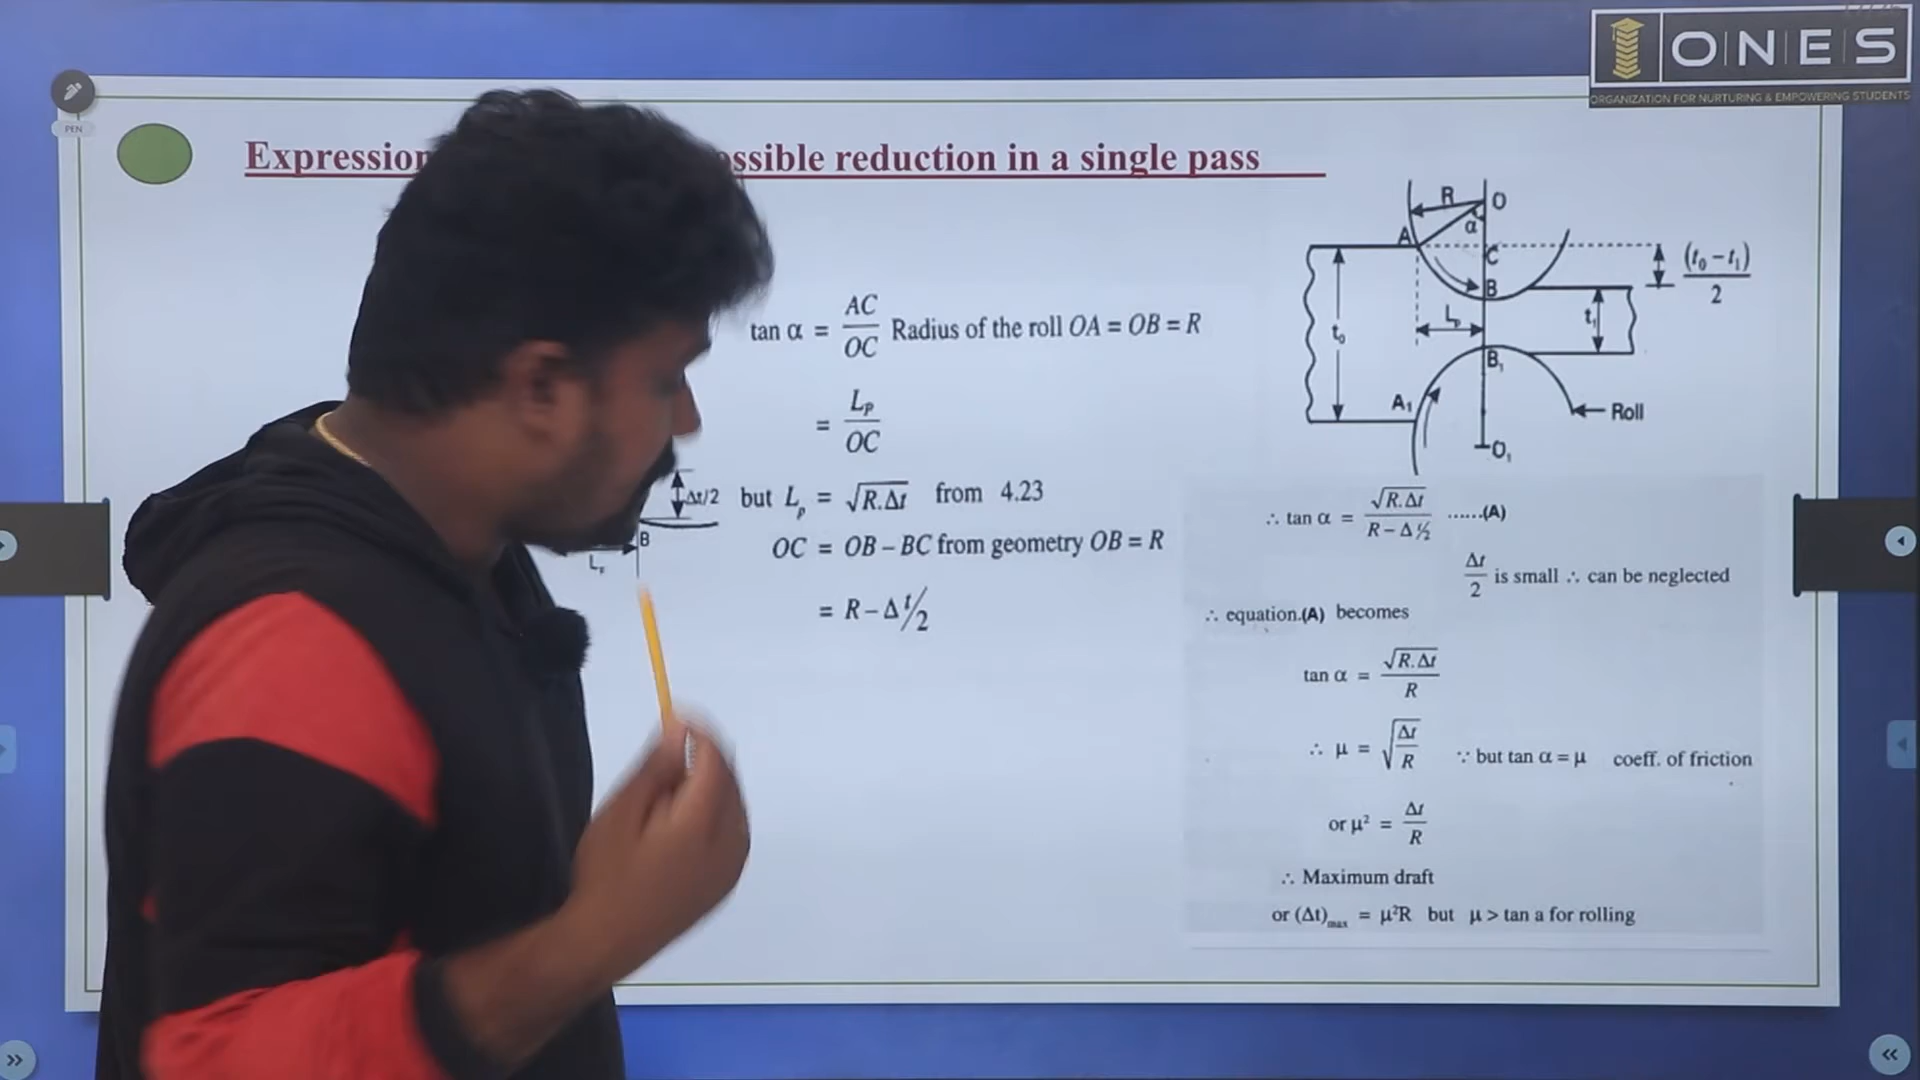 ONES
ORGANIZATION FOR NURTURING & EMPOWERING STUDENTS
PEN
Expression ssible reduction in a single pass
R O
α
A
C
B
(t₀ – t₁) / 2
t₀
Lₚ
t₁
B₁
A₁
Roll
O₁
tan α = AC / OC Radius of the roll OA = OB = R
= Lₚ / OC
Δt/2
B
but Lₚ = √R.Δt from 4.23
OC = OB – BC from geometry OB = R
= R – Δ t/2
∴ tan α = √R.Δt / R – Δ t/2 ......(A)
Δt / 2 is small ∴ can be neglected
∴ equation.(A) becomes
tan α = √R.Δt / R
∴ μ = √Δt / R ∵ but tan α = μ coeff. of friction
or μ² = Δt / R
∴ Maximum draft
or (Δt)max = μ²R but μ > tan a for rolling